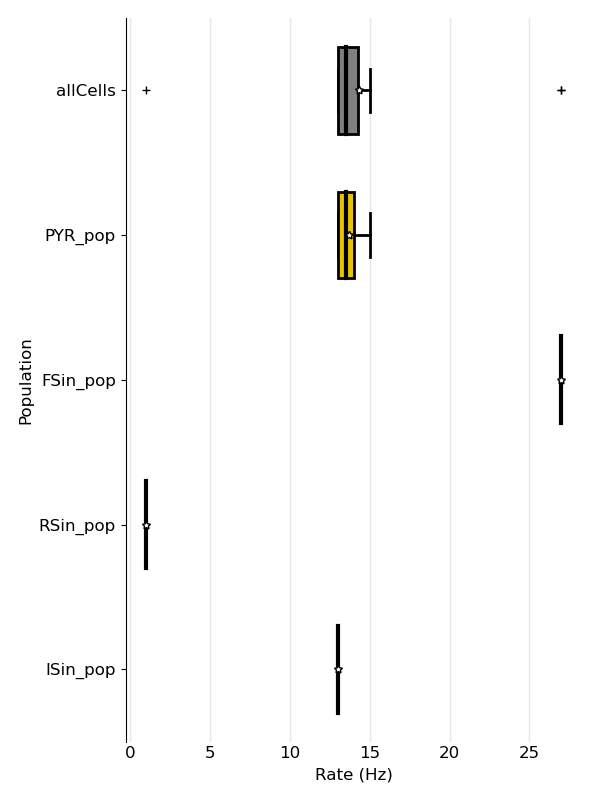 allCells
PYR_pop
FSin_pop
RSin_pop
ISin_pop
Population
0 5 10 15 20 25
Rate (Hz)